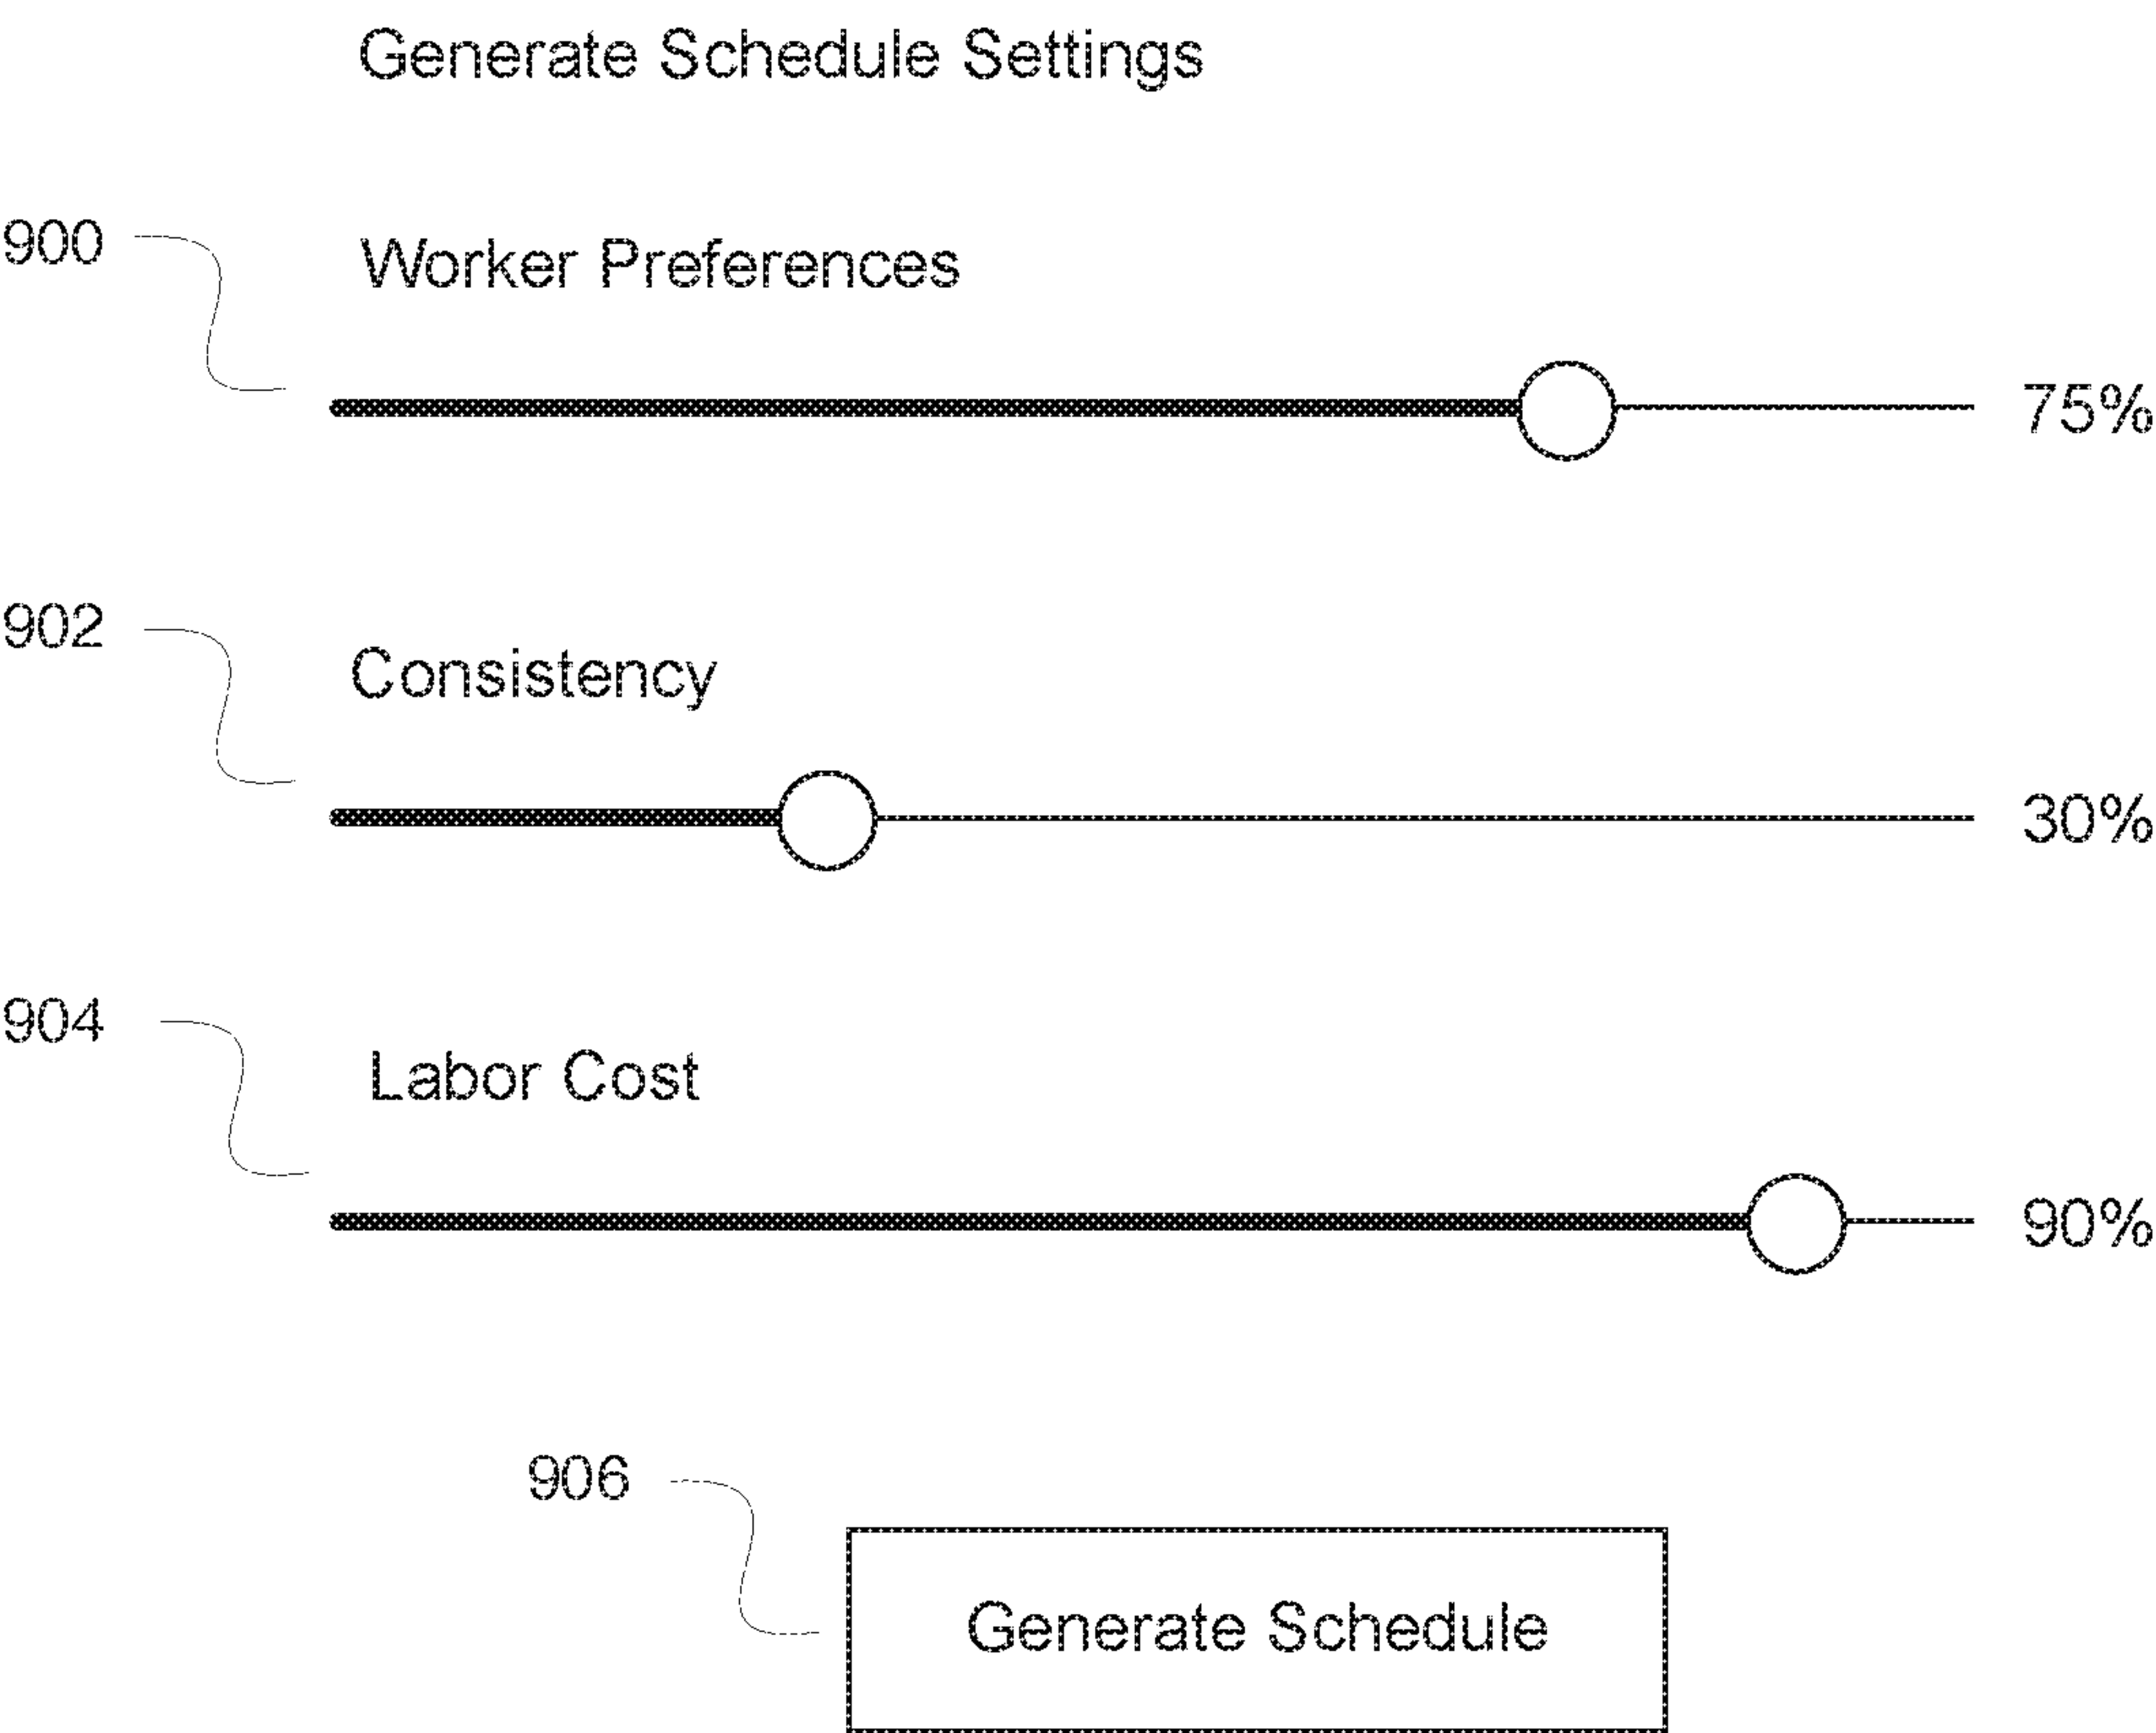 Generate Schedule Settings
900
Worker Preferences
75%
902
Consistency
30%
904
Labor Cost
90%
906
Generate Schedule